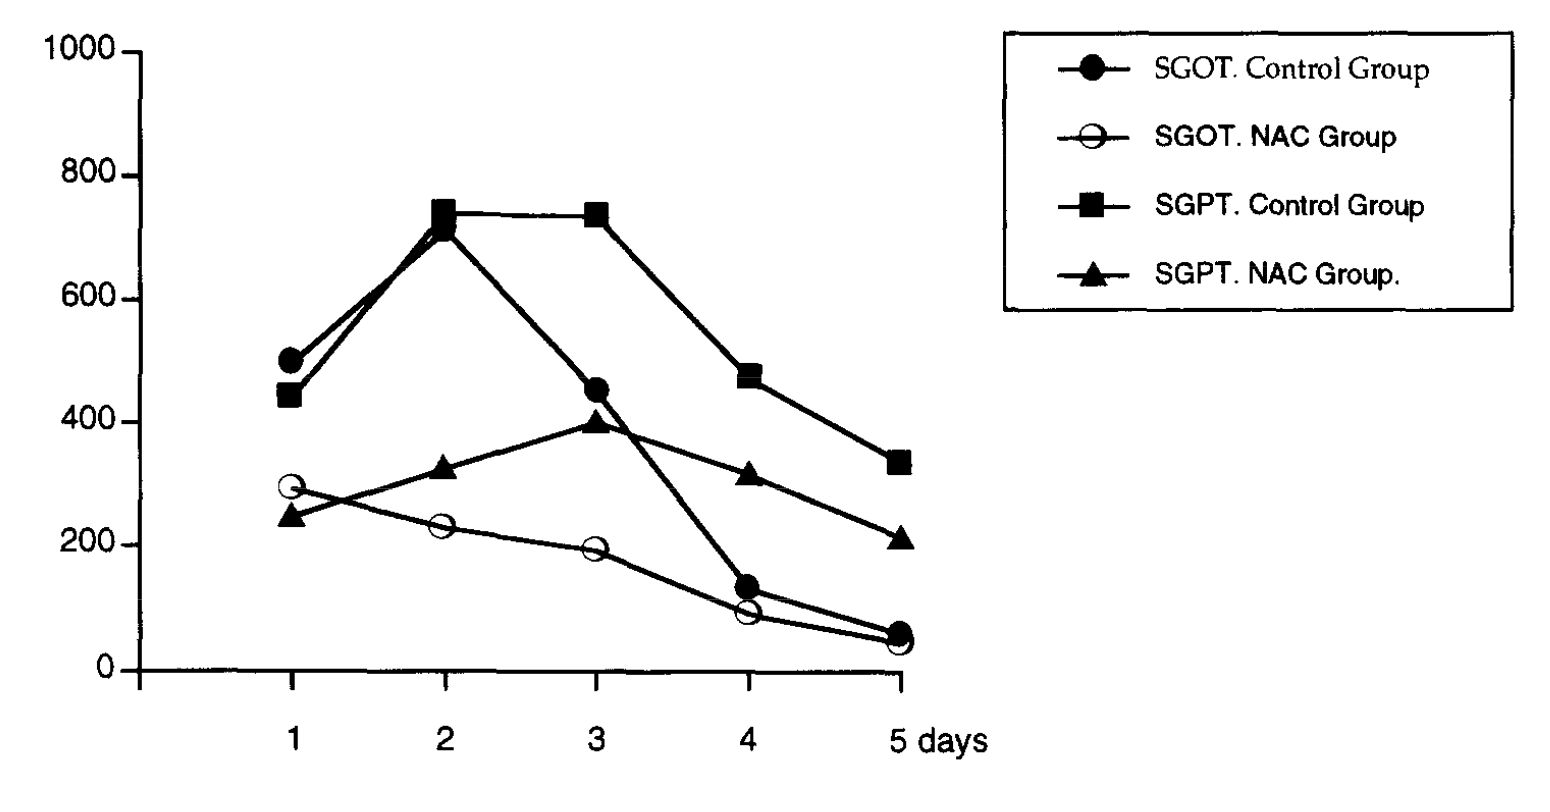 1000
800
600
400
200
0
1 2 3 4 5 days
SGOT. Control Group
SGOT. NAC Group
SGPT. Control Group
SGPT. NAC Group.